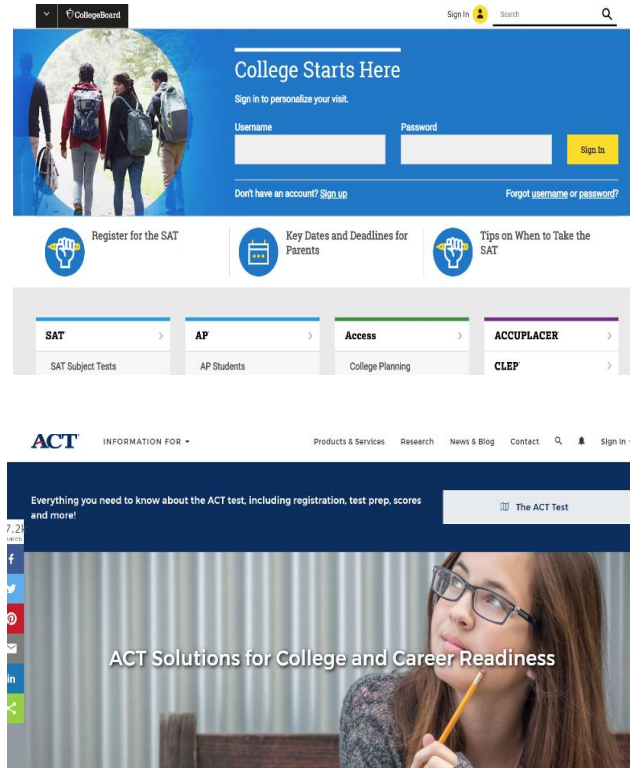 CollegeBoard
Sign In
Search
College Starts Here
Sign in to personalize your visit.
Username
Password
Sign In
Don't have an account? Sign up
Forgot username or password?
Register for the SAT
Key Dates and Deadlines for
Parents
Tips on When to Take the
SAT
SAT
AP
Access
ACCUPLACER
SAT Subject Tests
AP Students
College Planning
CLEP
ACT
INFORMATION FOR
Products & Services
Research
News & Blog
Contact
Sign In
Everything you need to know about the ACT test, including registration, test prep, scores
and more!
The ACT Test
ACT Solutions for College and Career Readiness
in